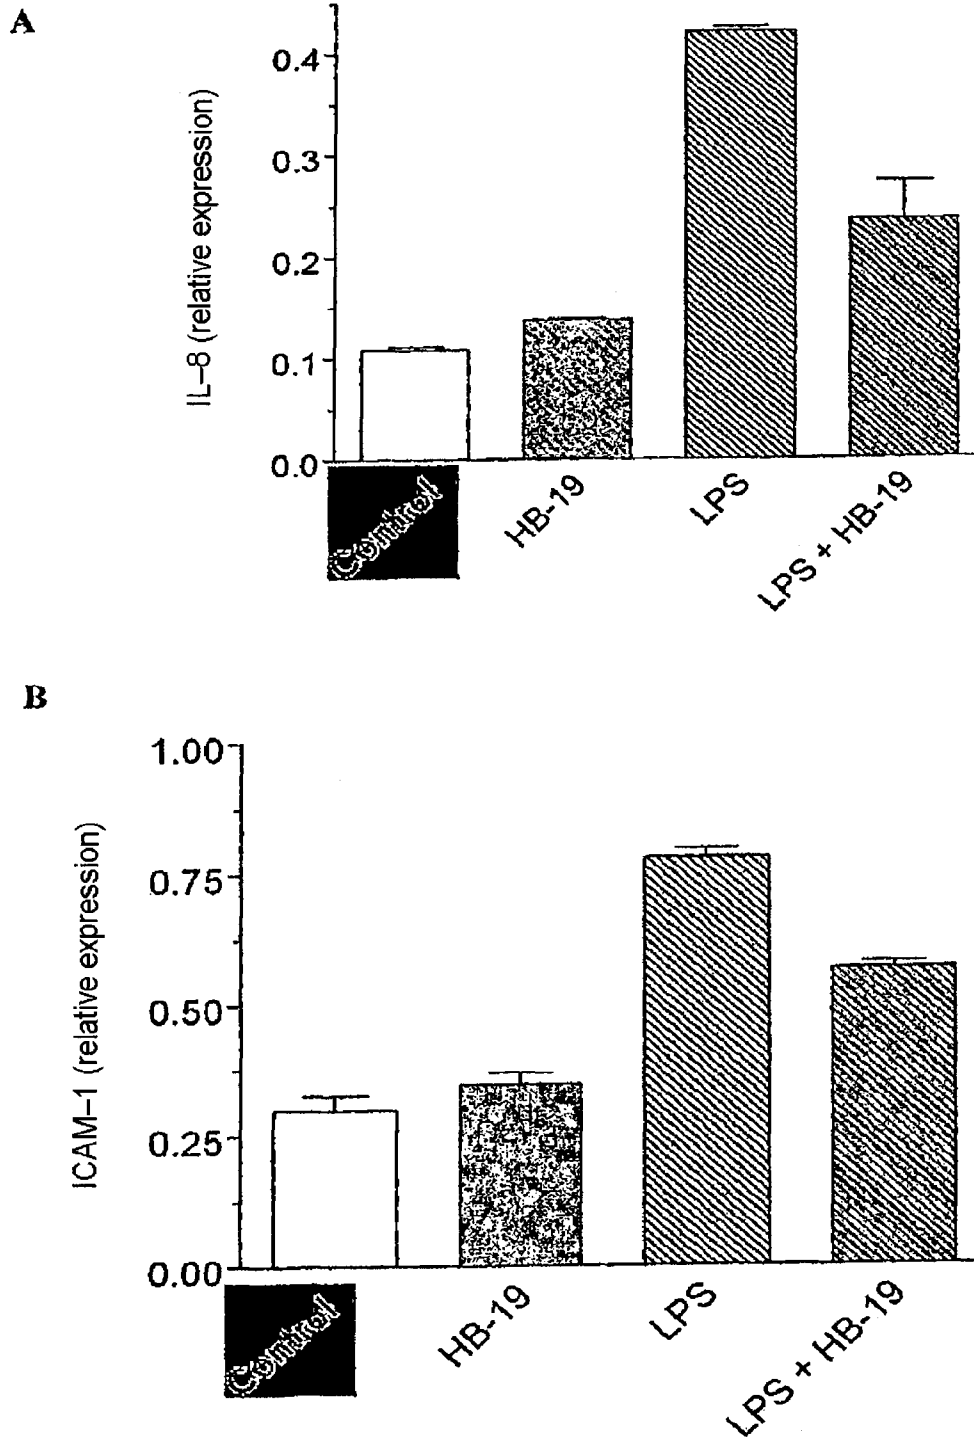 A
IL–8 (relative expression)
0.4
0.3
0.2
0.1
0.0
Control
HB-19
LPS
LPS + HB-19
B
ICAM–1 (relative expression)
1.00
0.75
0.50
0.25
0.00
Control
HB-19
LPS
LPS + HB-19